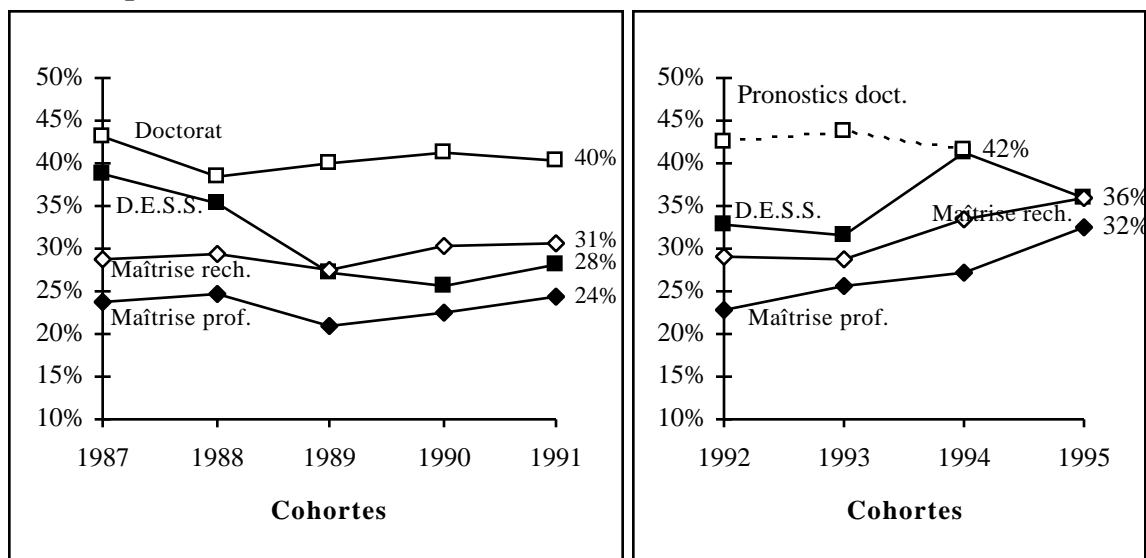 50%
45%
40%
35%
30%
25%
20%
15%
10%
Doctorat
D.E.S.S.
Maîtrise rech.
Maîtrise prof.
40%
31%
28%
24%
1987 1988 1989 1990 1991
Cohortes
50%
45%
40%
35%
30%
25%
20%
15%
10%
Pronostics doct.
42%
D.E.S.S.
Maîtrise rech.
36%
32%
Maîtrise prof.
1992 1993 1994 1995
Cohortes